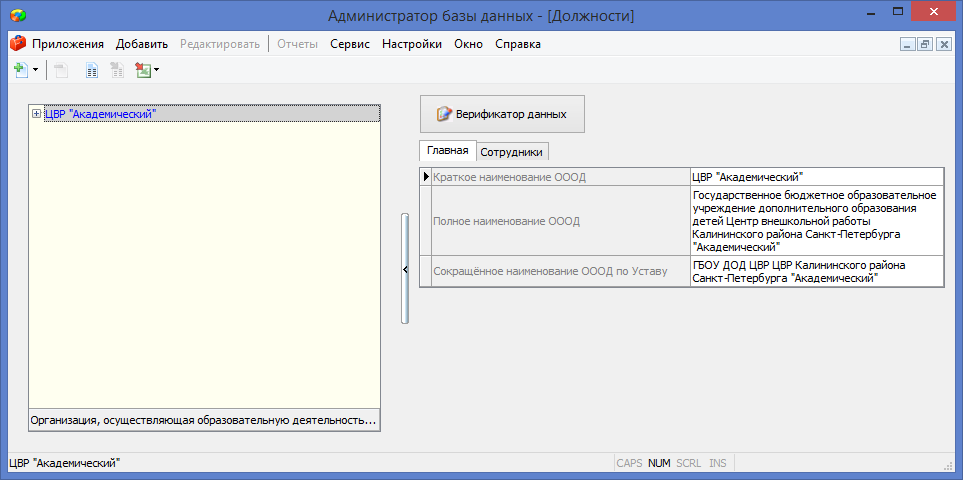 Администратор базы данных - [Должности]
Приложения Добавить Редактировать Отчеты Сервис Настройки Окно Справка
ЦВР "Академический"
Организация, осуществляющая образовательную деятельность...
Верификатор данных
Главная Сотрудники
Краткое наименование ОООД
ЦВР "Академический"
Полное наименование ОООД
Государственное бюджетное образовательное
учреждение дополнительного образования
детей Центр внешкольной работы
Калининского района Санкт-Петербурга
"Академический"
Сокращённое наименование ОООД по Уставу
ГБОУ ДОД ЦВР ЦВР Калининского района
Санкт-Петербурга "Академический"
ЦВР "Академический"
CAPS NUM SCRL INS